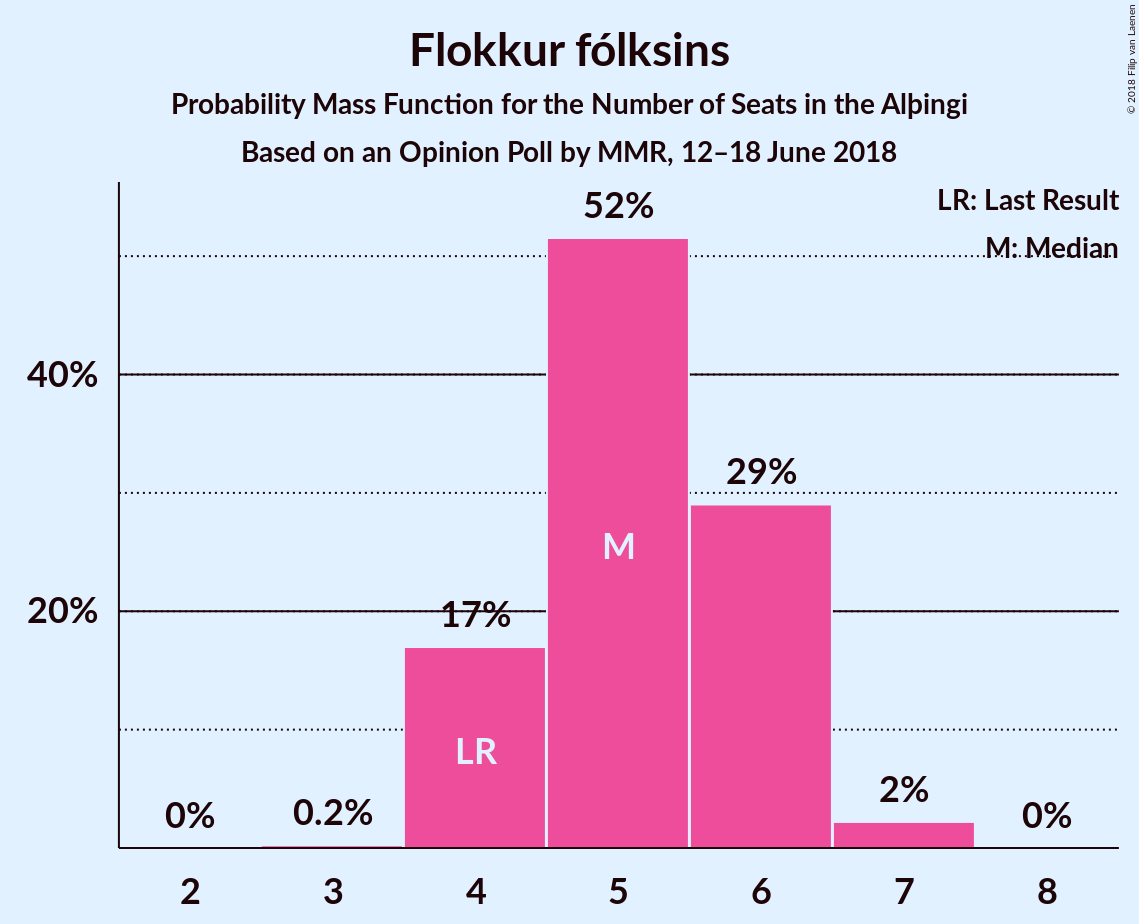 Flokkur fólksins
Probability Mass Function for the Number of Seats in the Alþingi
Based on an Opinion Poll by MMR, 12–18 June 2018
© 2018 Filip van Laenen
LR: Last Result
M: Median
52%
40%
29%
M
20%
17%
LR
0%
0.2%
2%
0%
2 3 4 5 6 7 8